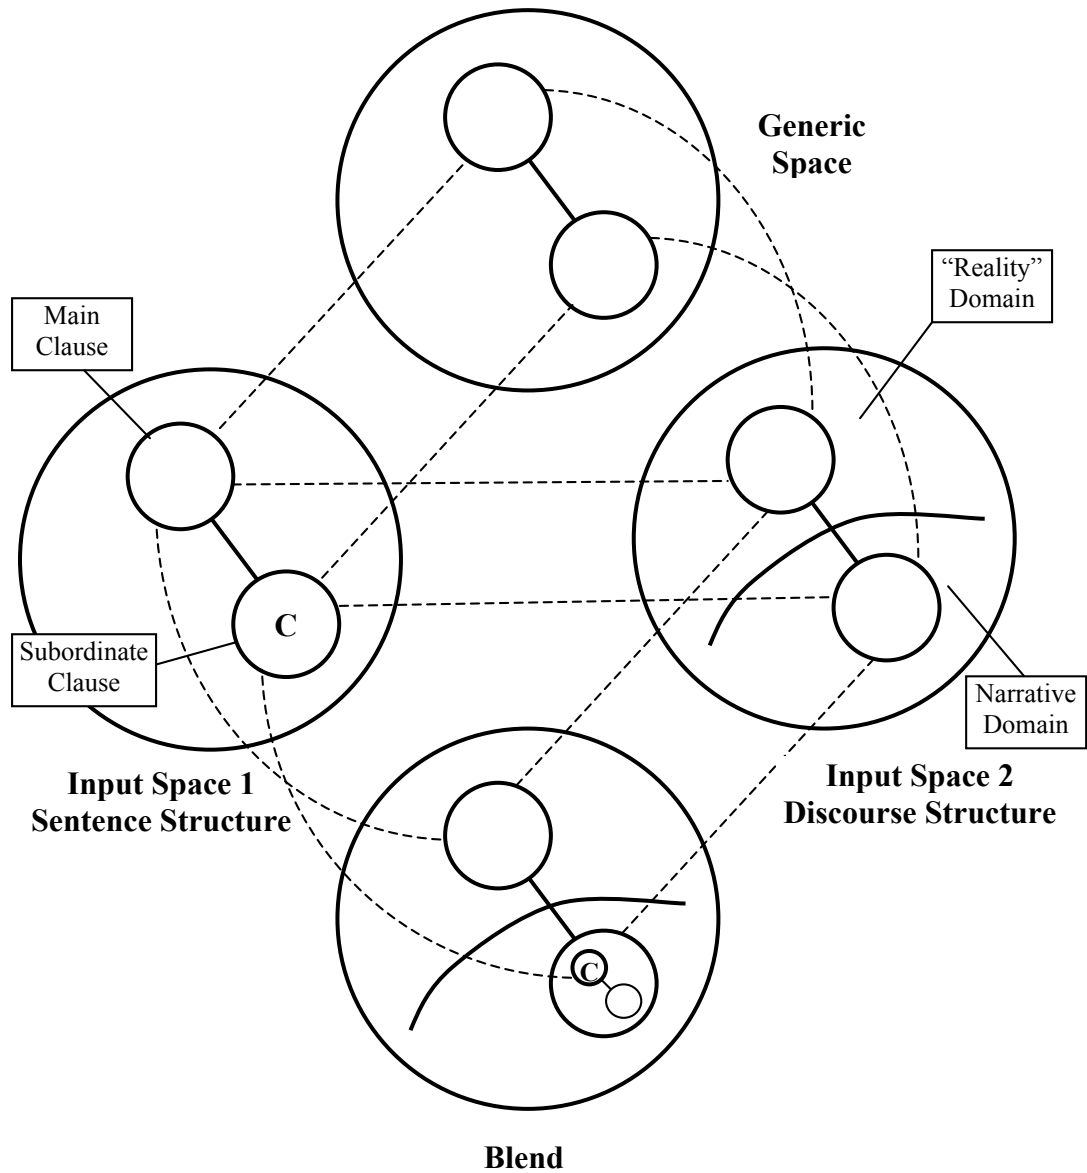 Generic
Space
“Reality”
Domain
Main
Clause
C
Subordinate
Clause
Narrative
Domain
Input Space 1
Sentence Structure
Input Space 2
Discourse Structure
C
Blend